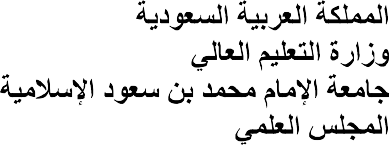 المملكة العربية السعودية
وزارة التعليم العالي
جامعة الإمام محمد بن سعود الإسلامية
المجلس العلمي